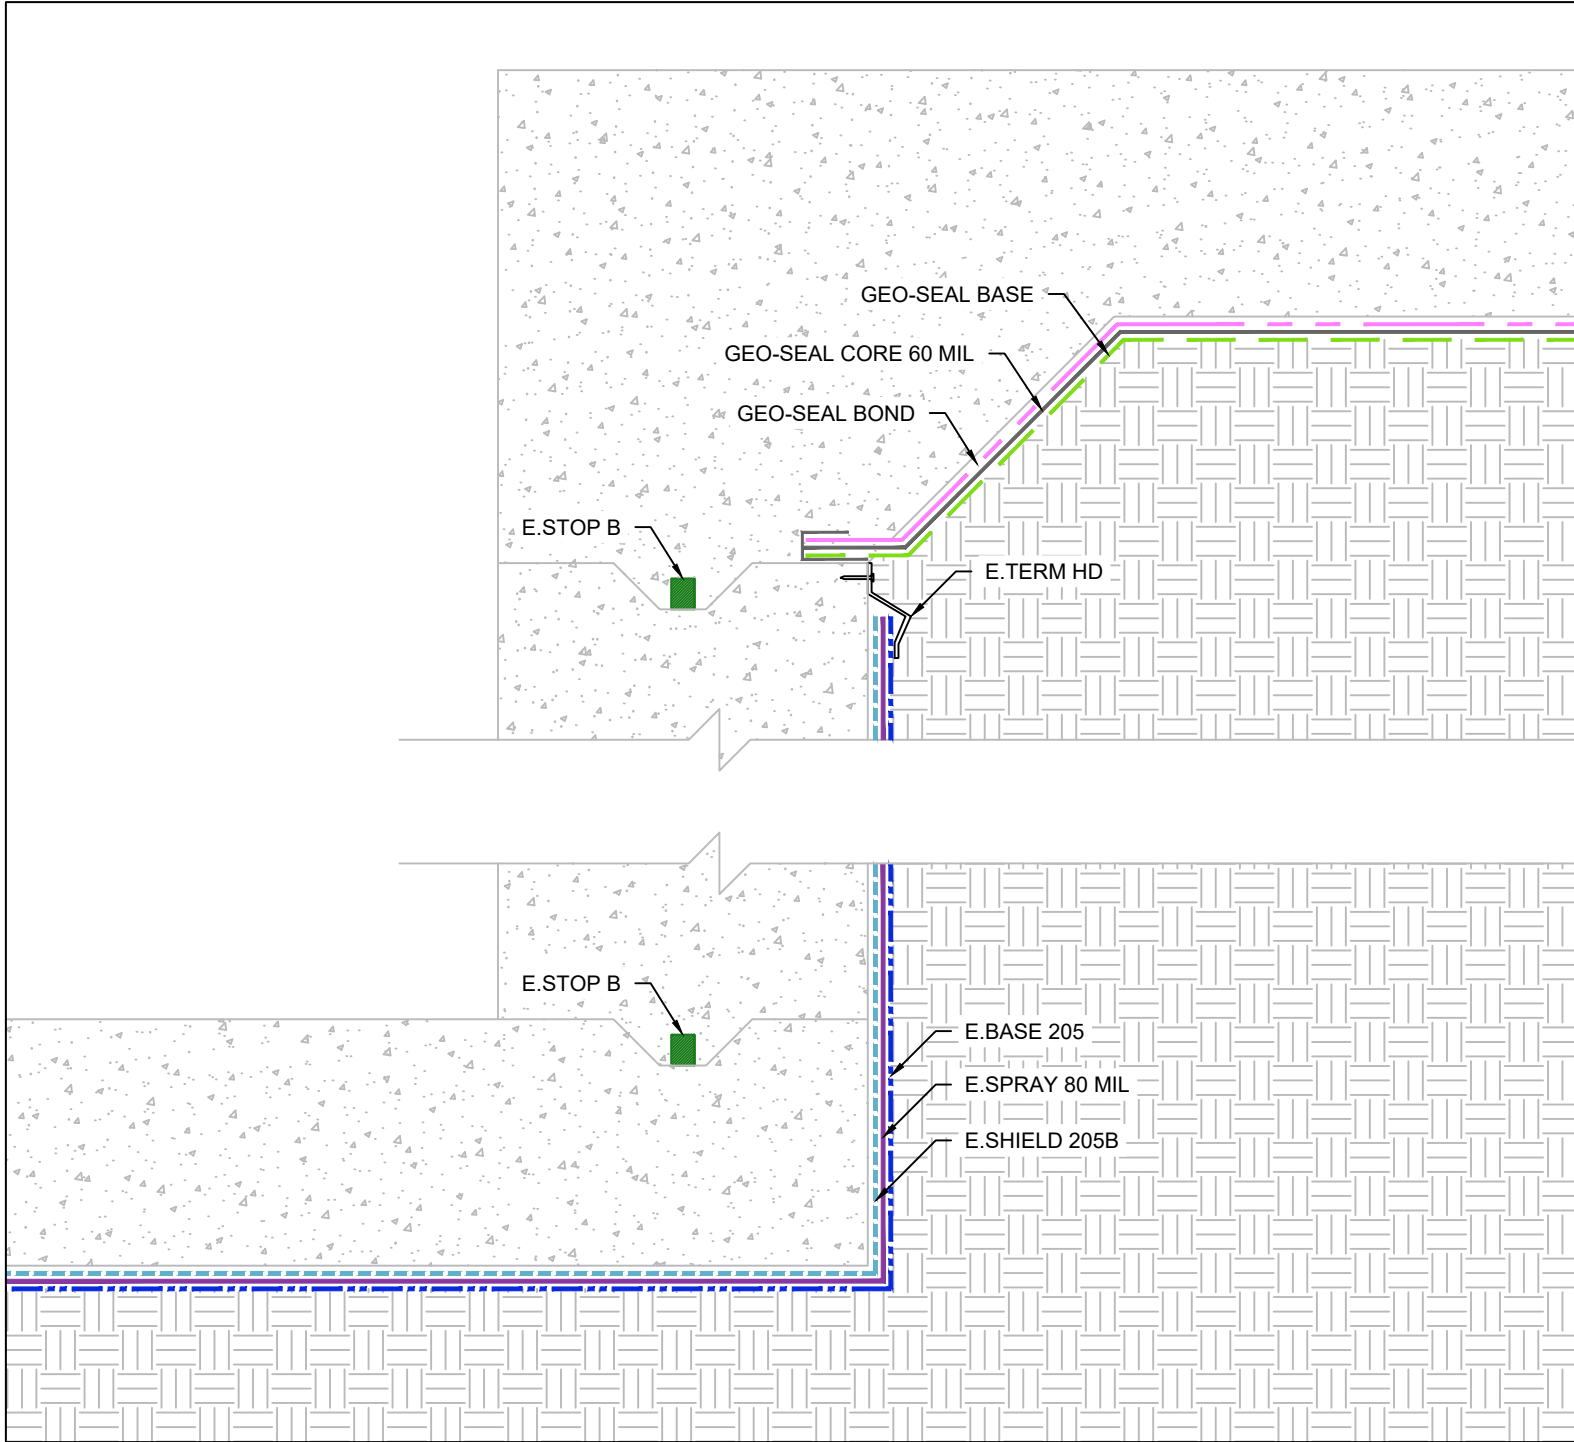 GEO-SEAL BASE
GEO-SEAL CORE 60 MIL
GEO-SEAL BOND
E.STOP B
E.TERM HD
E.STOP B
E.BASE 205
E.SPRAY 80 MIL
E.SHIELD 205B